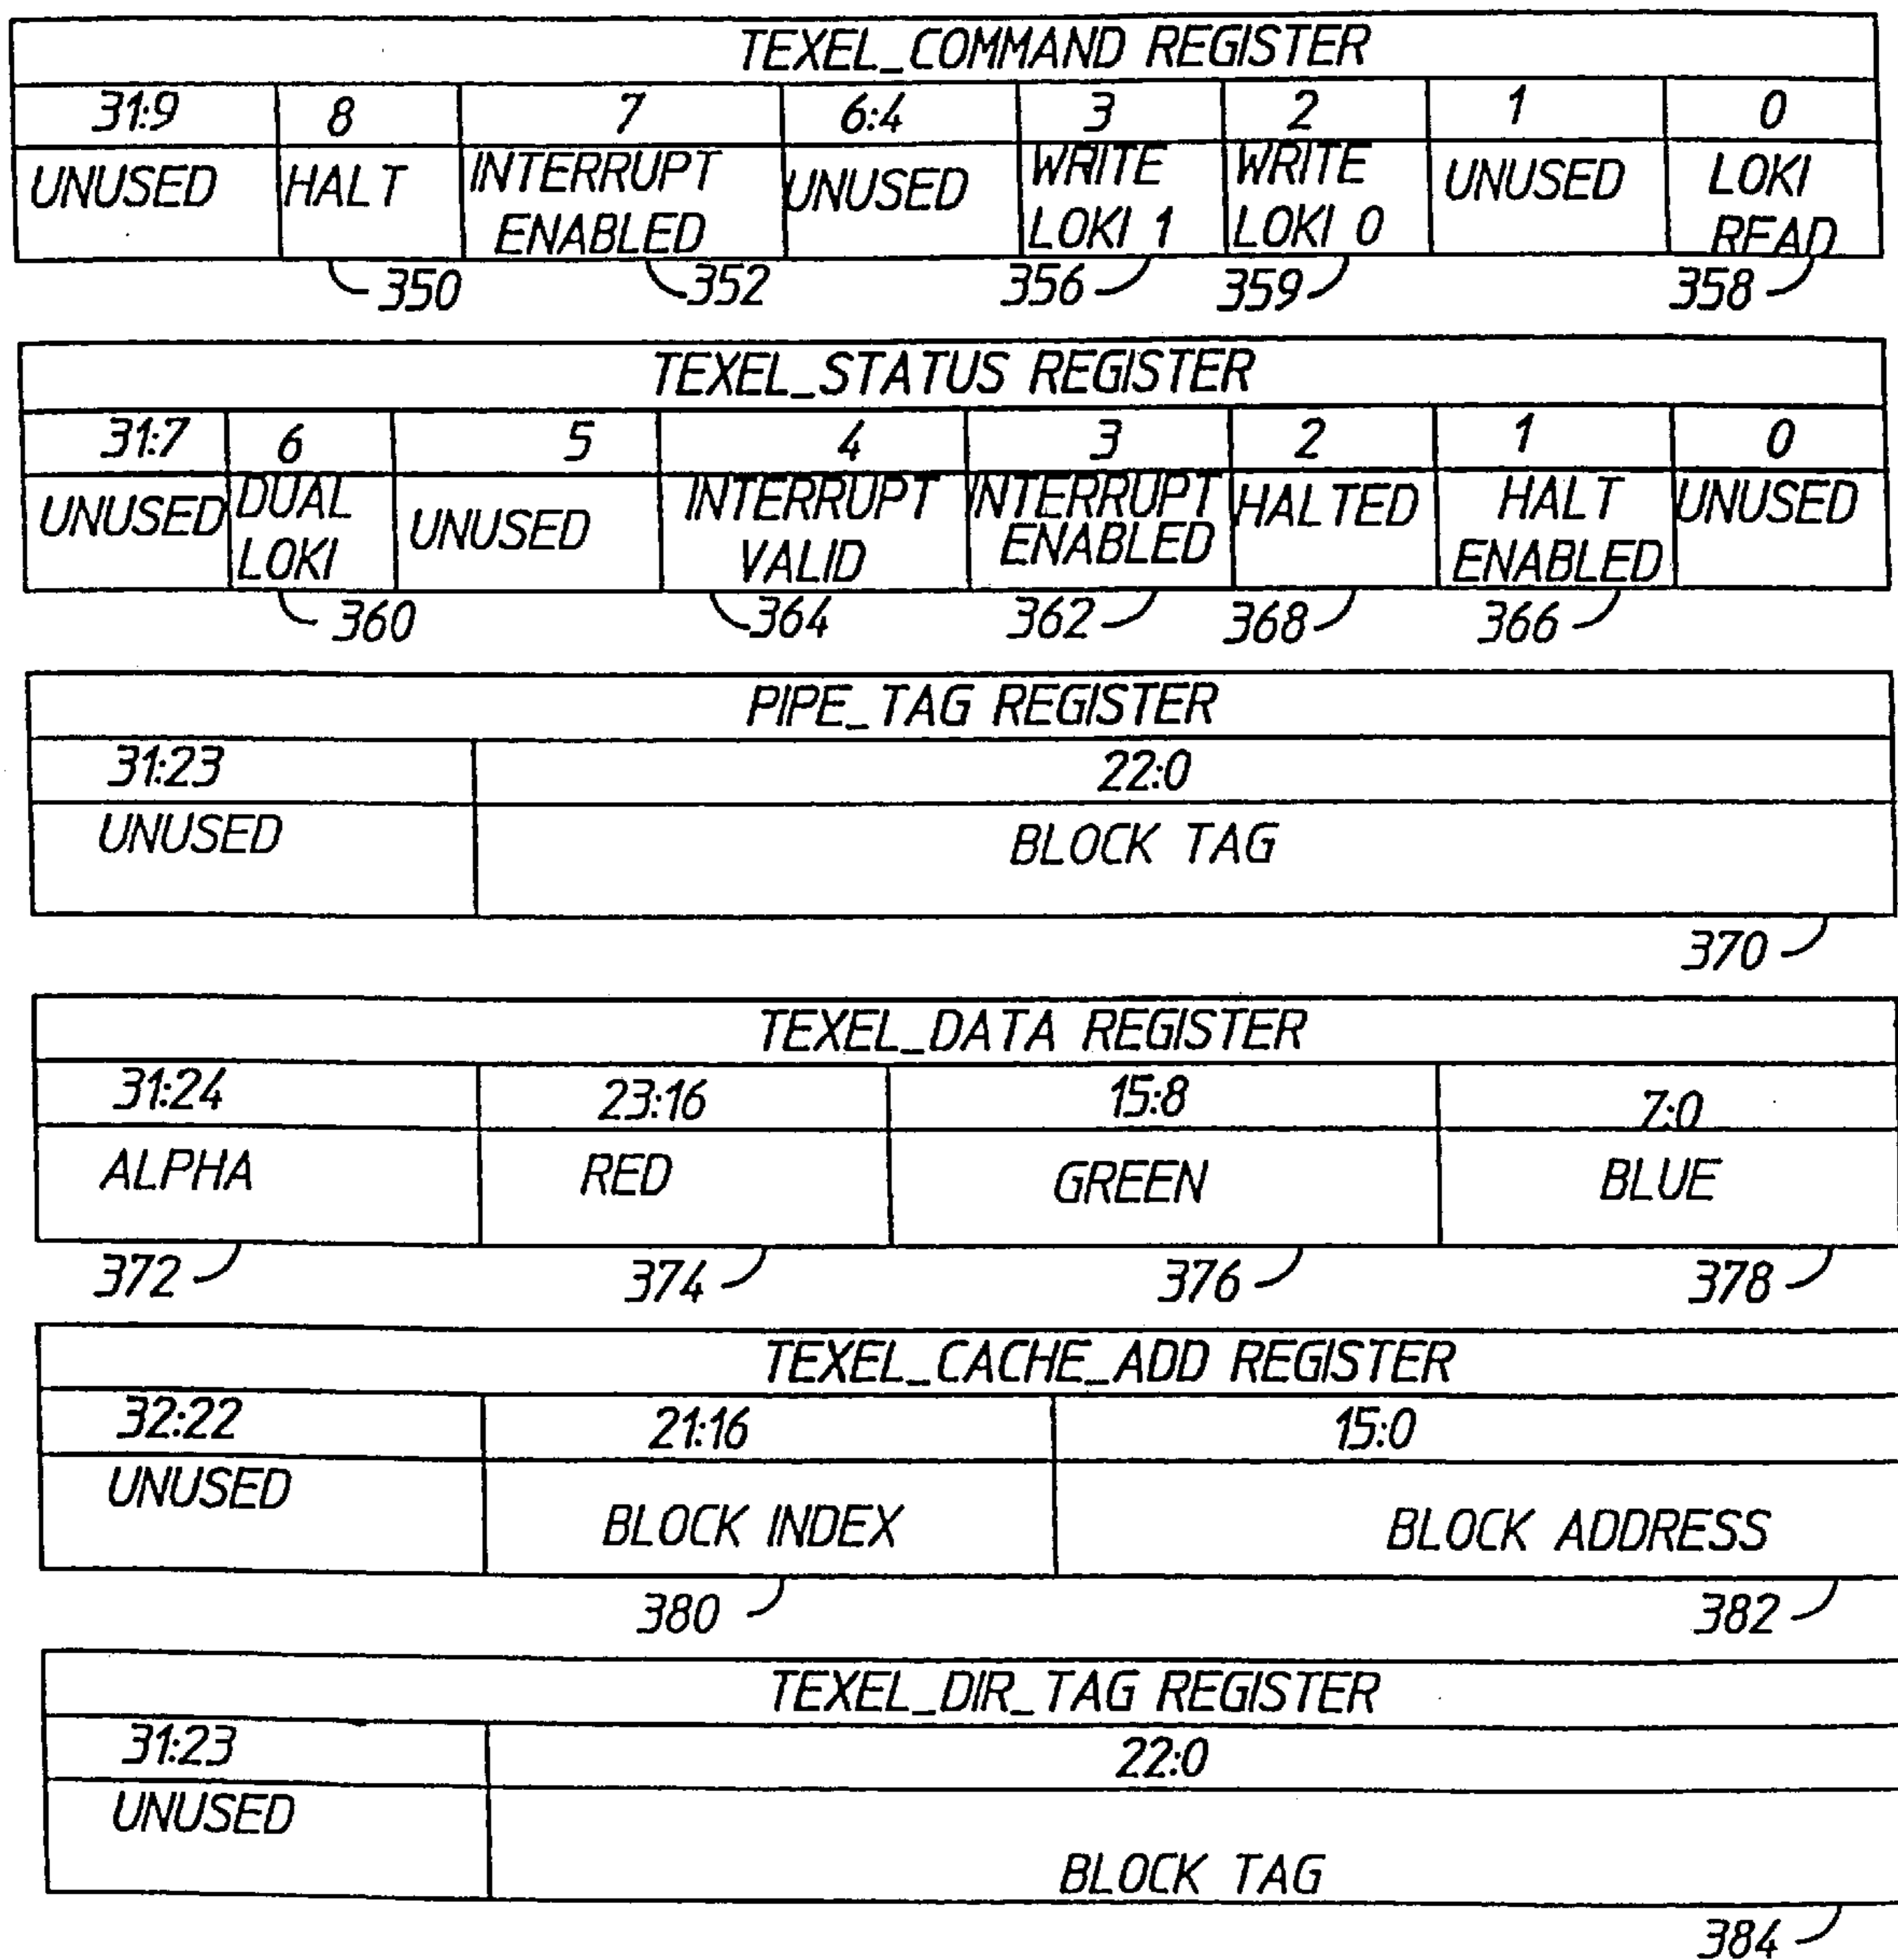 TEXEL_COMMAND REGISTER
31:9 8 7 6:4 3 2 1 0
UNUSED HALT INTERRUPT ENABLED UNUSED WRITE LOKI 1 WRITE LOKI 0 UNUSED LOKI READ
350 352 356 359 358
TEXEL_STATUS REGISTER
31:7 6 5 4 3 2 1 0
UNUSED DUAL LOKI UNUSED INTERRUPT VALID INTERRUPT ENABLED HALTED HALT ENABLED UNUSED
360 364 362 368 366
PIPE_TAG REGISTER
31:23 22:0
UNUSED BLOCK TAG
370
TEXEL_DATA REGISTER
31:24 23:16 15:8 7:0
ALPHA RED GREEN BLUE
372 374 376 378
TEXEL_CACHE_ADD REGISTER
32:22 21:16 15:0
UNUSED BLOCK INDEX BLOCK ADDRESS
380 382
TEXEL_DIR_TAG REGISTER
31:23 22:0
UNUSED BLOCK TAG
384